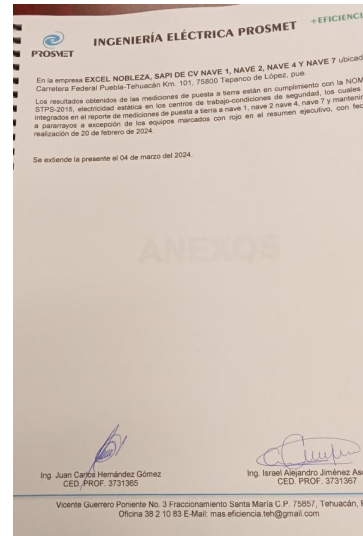 +EFICIENCI
PROSMET
INGENIERÍA ELÉCTRICA PROSMET
En la empresa EXCEL NOBLEZA, SAPI DE CV NAVE 1, NAVE 2, NAVE 4 Y NAVE 7 ubicad
Carretera Federal Puebla-Tehuacán Km. 101, 75800 Tepanco de López, pue.
Los resultados obtenidos de las mediciones de puesta a tierra están en cumplimiento con la NOM
STPS-2015, electricidad estática en los centros de trabajo-condiciones de seguridad, los cuales
integrados en el reporte de mediciones de puesta a tierra a nave 1, nave 2 nave 4, nave 7 y mantenim
a pararrayos a excepción de los equipos marcados con rojo en el resumen ejecutivo, con fec
realización de 20 de febrero de 2024.
Se extiende la presente el 04 de marzo del 2024.
ANEXOS
Ing. Juan Carlos Hernández Gómez
CED. PROF. 3731365
Ing. Israel Alejandro Jiménez As
CED. PROF. 3731367
Vicente Guerrero Poniente No. 3 Fraccionamiento Santa María C.P. 75857, Tehuacán, P
Oficina 38 2 10 83 E-Mail: mas.eficiencia.teh@gmail.com